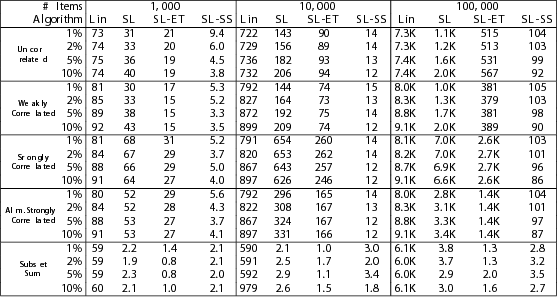 # Items 1, 000 10, 000 100, 000
Algorithm Lin SL SL-ET SL-SS Lin SL SL-ET SL-SS Lin SL SL-ET SL-SS
1% 73 31 21 9.4 722 143 90 14 7.3K 1.1K 515 104
Uncor 2% 74 33 20 6.0 729 156 89 14 7.3K 1.2K 513 103
related 5% 75 36 19 4.5 736 182 93 13 7.4K 1.6K 531 99
10% 74 40 19 3.8 732 206 94 12 7.4K 2.0K 567 92
1% 81 30 17 5.3 792 144 74 15 8.0K 1.0K 381 105
Weakly 2% 85 33 15 5.2 827 164 73 13 8.3K 1.3K 379 103
Correlated 5% 89 38 15 3.3 872 192 75 14 8.8K 1.7K 381 98
10% 92 43 15 3.5 899 209 74 12 9.1K 2.0K 389 90
1% 81 68 31 5.2 791 654 260 14 8.1K 7.0K 2.6K 103
Srongly 2% 84 67 29 3.7 820 653 262 14 8.2K 7.0K 2.7K 101
Correlated 5% 88 66 29 5.0 867 643 257 12 8.7K 6.9K 2.7K 96
10% 91 64 27 4.0 897 626 246 12 9.1K 6.6K 2.6K 86
1% 80 52 29 5.6 792 296 165 14 8.0K 2.8K 1.4K 104
Alm.Strongly 2% 84 52 28 4.3 822 308 167 13 8.3K 3.1K 1.4K 101
Correlated 5% 88 53 27 3.7 867 324 167 12 8.8K 3.3K 1.4K 97
10% 91 53 27 4.1 897 331 166 12 9.1K 3.4K 1.4K 87
1% 59 2.2 1.4 2.1 590 2.1 1.0 3.0 6.1K 3.8 1.3 2.8
Subset 2% 59 1.9 0.8 2.1 591 2.5 1.7 2.0 6.0K 3.7 1.3 3.2
Sum 5% 59 2.3 0.8 2.0 592 2.9 1.1 3.4 6.0K 2.9 2.0 3.5
10% 60 2.1 1.0 2.1 979 2.6 1.5 1.8 6.1K 3.0 1.6 2.7